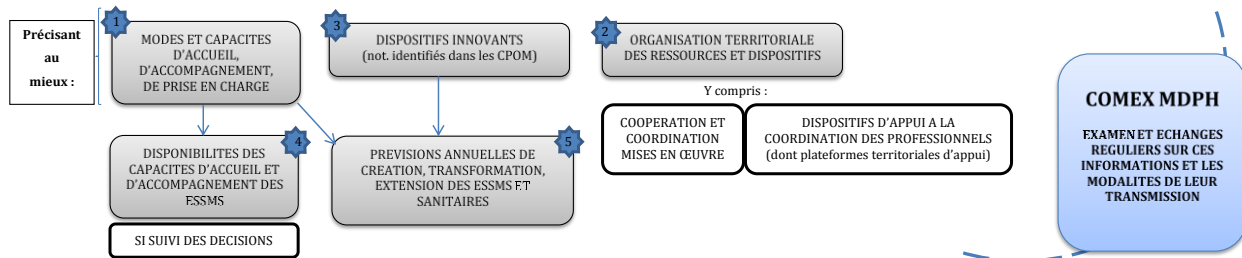 Précisant
au
mieux :
1
MODES ET CAPACITES
D'ACCUEIL,
D'ACCOMPAGNEMENT,
DE PRISE EN CHARGE
3
DISPOSITIFS INNOVANTS
(not. identifiés dans les CPOM)
2
ORGANISATION TERRITORIALE
DES RESSOURCES ET DISPOSITIFS
Y compris :
COOPERATION ET
COORDINATION
MISES EN ŒUVRE
DISPOSITIFS D'APPUI A LA
COORDINATION DES PROFESSIONNELS
(dont plateformes territoriales d'appui)
4
DISPONIBILITES DES
CAPACITES D'ACCUEIL ET
D'ACCOMPAGNEMENT DES
ESSMS
SI SUIVI DES DECISIONS
5
PREVISIONS ANNUELLES DE
CREATION, TRANSFORMATION,
EXTENSION DES ESSMS ET
SANITAIRES
COMEX MDPH
EXAMEN ET ECHANGES
REGULIERS SUR CES
INFORMATIONS ET LES
MODALITES DE LEUR
TRANSMISSION